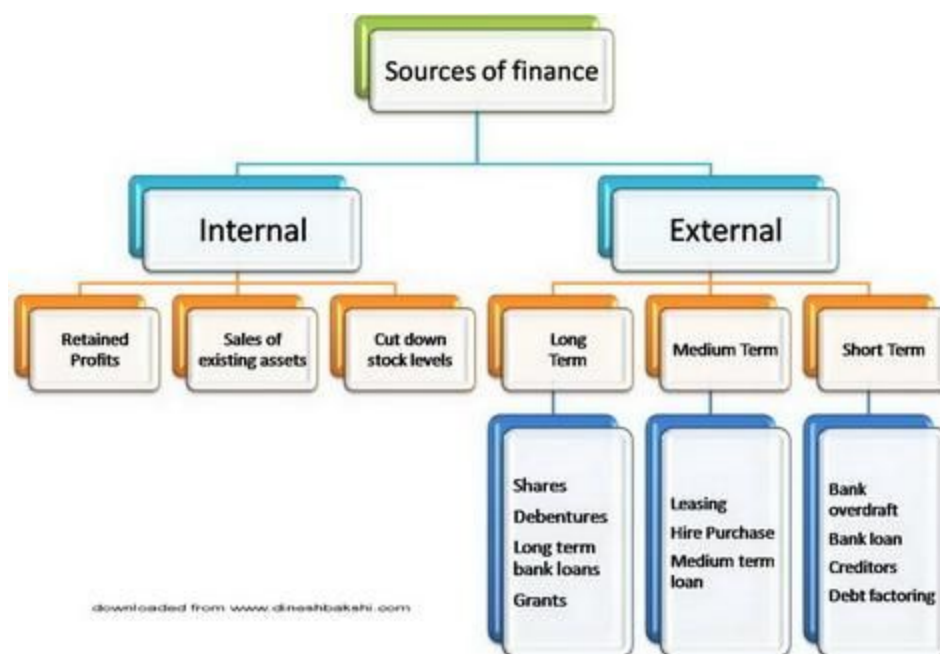 Sources of finance
Internal
External
Retained
Profits
Sales of
existing assets
Cut down
stock levels
Long
Term
Medium Term
Short Term
Shares
Debentures
Long term
bank loans
Grants
Leasing
Hire Purchase
Medium term
loan
Bank
overdraft
Bank loan
Creditors
Debt factoring
downloaded from www.dineshbakshi.com